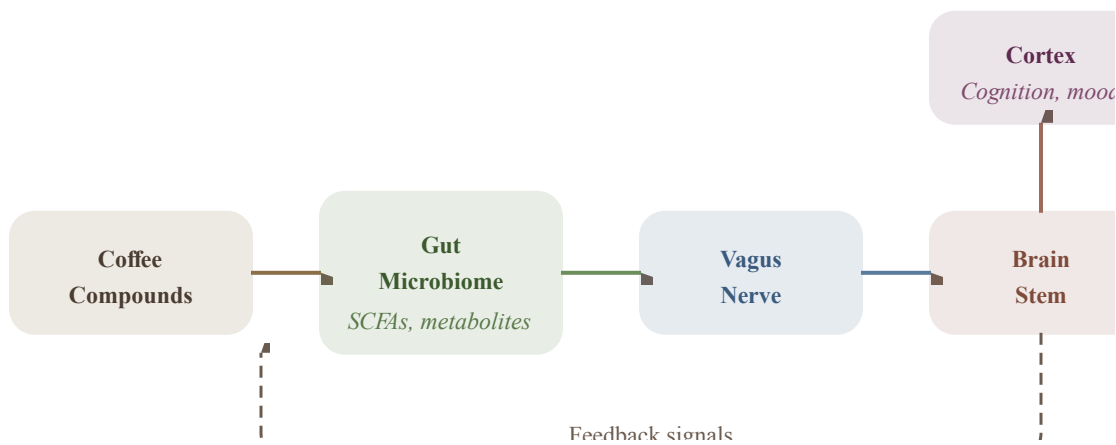 Cortex
Cognition, mood
Coffee
Compounds
Gut
Microbiome
SCFAs, metabolites
Vagus
Nerve
Brain
Stem
Feedback signals